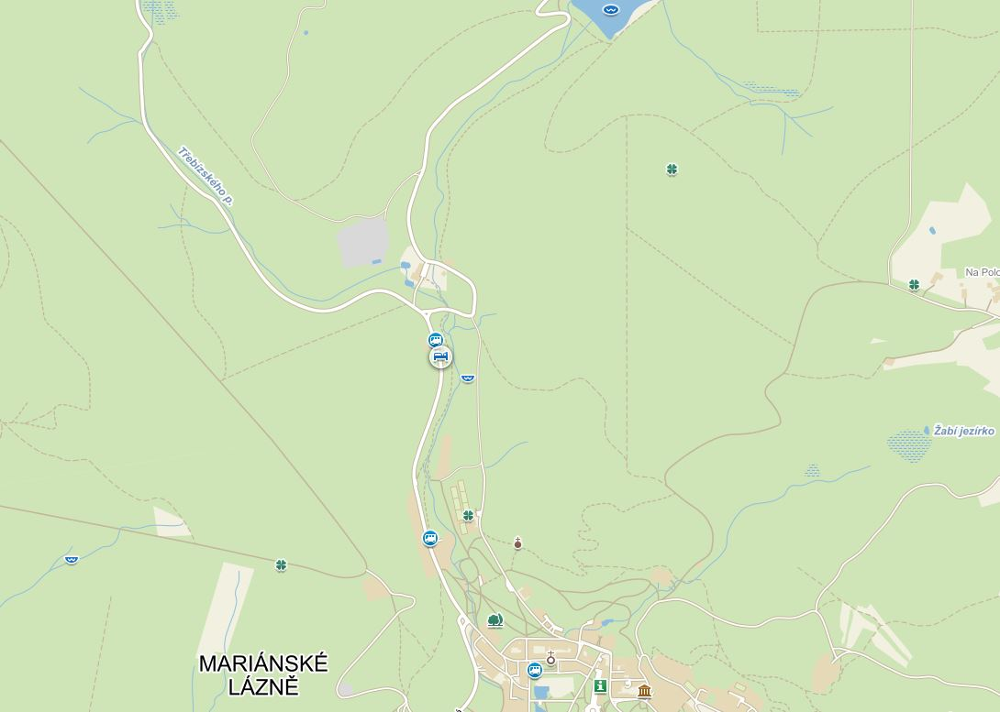 Třebízského p.
Na Polo
Žabí jezírko
MARIÁNSKÉ
LÁZNĚ